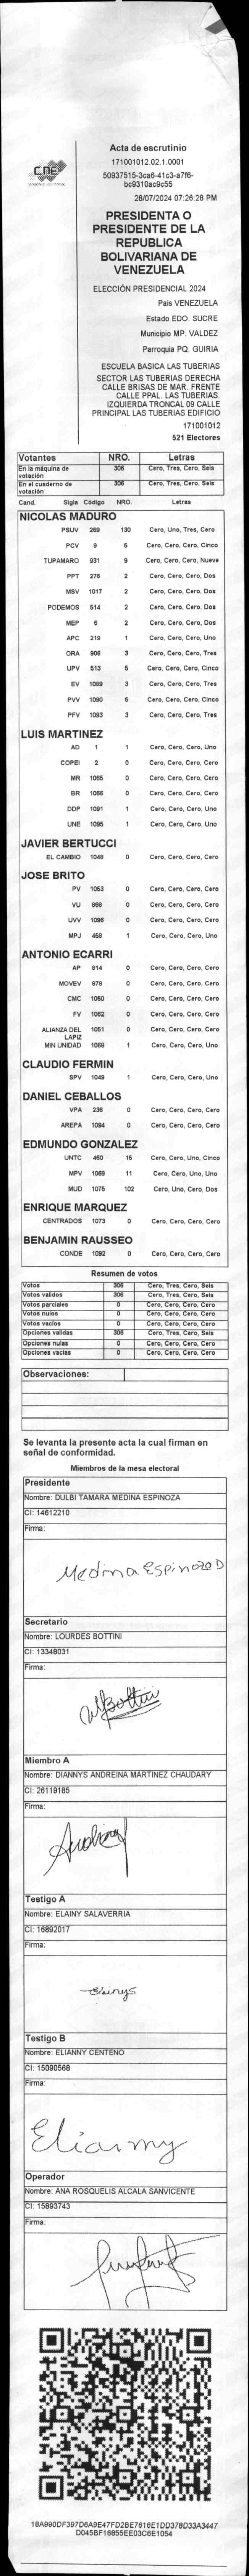 CNE
Acta de escrutinio
171001012.02.1.0001
50937515-3ca6-41c3-a7f6-
bc9310ac9c55
28/07/2024 07:26:28 PM
PRESIDENTA O
PRESIDENTE DE LA
REPUBLICA
BOLIVARIANA DE
VENEZUELA
ELECCIÓN PRESIDENCIAL 2024
Pais VENEZUELA
Estado EDO. SUCRE
Municipio MP. VALDEZ
Parroquia PQ. GUIRIA
ESCUELA BASICA LAS TUBERIAS
SECTOR LAS TUBERIAS DERECHA
CALLE BRISAS DE MAR. FRENTE
CALLE PPAL. LAS TUBERIAS.
IZQUIERDA TRONCAL 09 CALLE
PRINCIPAL LAS TUBERIAS EDIFICIO
171001012
521 Electores
Votantes NRO. Letras
En la máquina de votación 306 Cero, Tres, Cero, Seis
En el cuaderno de votación 306 Cero, Tres, Cero, Seis
Cand. Sigla Código NRO. Letras
NICOLAS MADURO
PSUV 269 130 Cero, Uno, Tres, Cero
PCV 9 5 Cero, Cero, Cero, Cinco
TUPAMARO 931 9 Cero, Cero, Cero, Nueve
PPT 276 2 Cero, Cero, Cero, Dos
MSV 1017 2 Cero, Cero, Cero, Dos
PODEMOS 514 2 Cero, Cero, Cero, Dos
MEP 6 2 Cero, Cero, Cero, Dos
APC 219 1 Cero, Cero, Cero, Uno
ORA 906 3 Cero, Cero, Cero, Tres
UPV 513 5 Cero, Cero, Cero, Cinco
EV 1089 3 Cero, Cero, Cero, Tres
PVV 1090 5 Cero, Cero, Cero, Cinco
PFV 1093 3 Cero, Cero, Cero, Tres
LUIS MARTINEZ
AD 1 1 Cero, Cero, Cero, Uno
COPEI 2 0 Cero, Cero, Cero, Cero
MR 1065 0 Cero, Cero, Cero, Cero
BR 1066 0 Cero, Cero, Cero, Cero
DDP 1091 1 Cero, Cero, Cero, Uno
UNE 1095 1 Cero, Cero, Cero, Uno
JAVIER BERTUCCI
EL CAMBIO 1048 0 Cero, Cero, Cero, Cero
JOSE BRITO
PV 1053 0 Cero, Cero, Cero, Cero
VU 868 0 Cero, Cero, Cero, Cero
UVV 1096 0 Cero, Cero, Cero, Cero
MPJ 459 1 Cero, Cero, Cero, Uno
ANTONIO ECARRI
AP 814 0 Cero, Cero, Cero, Cero
MOVEV 878 0 Cero, Cero, Cero, Cero
CMC 1050 0 Cero, Cero, Cero, Cero
FV 1062 0 Cero, Cero, Cero, Cero
ALIANZA DEL LAPIZ 1051 0 Cero, Cero, Cero, Cero
MIN UNIDAD 1069 1 Cero, Cero, Cero, Uno
CLAUDIO FERMIN
SPV 1049 1 Cero, Cero, Cero, Uno
DANIEL CEBALLOS
VPA 236 0 Cero, Cero, Cero, Cero
AREPA 1094 0 Cero, Cero, Cero, Cero
EDMUNDO GONZALEZ
UNTC 460 15 Cero, Cero, Uno, Cinco
MPV 1059 11 Cero, Cero, Uno, Uno
MUD 1075 102 Cero, Uno, Cero, Dos
ENRIQUE MARQUEZ
CENTRADOS 1073 0 Cero, Cero, Cero, Cero
BENJAMIN RAUSSEO
CONDE 1092 0 Cero, Cero, Cero, Cero
Resumen de votos
Votos 306 Cero, Tres, Cero, Seis
Votos validos 306 Cero, Tres, Cero, Seis
Votos parciales 0 Cero, Cero, Cero, Cero
Votos nulos 0 Cero, Cero, Cero, Cero
Votos vacios 0 Cero, Cero, Cero, Cero
Opciones validas 306 Cero, Tres, Cero, Seis
Opciones nulas 0 Cero, Cero, Cero, Cero
Opciones vacias 0 Cero, Cero, Cero, Cero
Observaciones:
Se levanta la presente acta la cual firman en
señal de conformidad.
Miembros de la mesa electoral
Presidente
Nombre: DULBI TAMARA MEDINA ESPINOZA
CI: 14612210
Firma:
Medina Espinoza D
Secretario
Nombre: LOURDES BOTTINI
CI: 13348031
Firma:
Miembro A
Nombre: DIANNYS ANDREINA MARTINEZ CHAUDARY
CI: 26119185
Firma:
Testigo A
Nombre: ELAINY SALAVERRIA
CI: 16892017
Firma:
Elainys
Testigo B
Nombre: ELIANNY CENTENO
CI: 15090568
Firma:
Elianny
Operador
Nombre: ANA ROSQUELIS ALCALA SANVICENTE
CI: 15893743
Firma:
18A990DF397D6A9E47FD2BE7616E1DD378D33A3447
D045BF16855EE03C6E1054